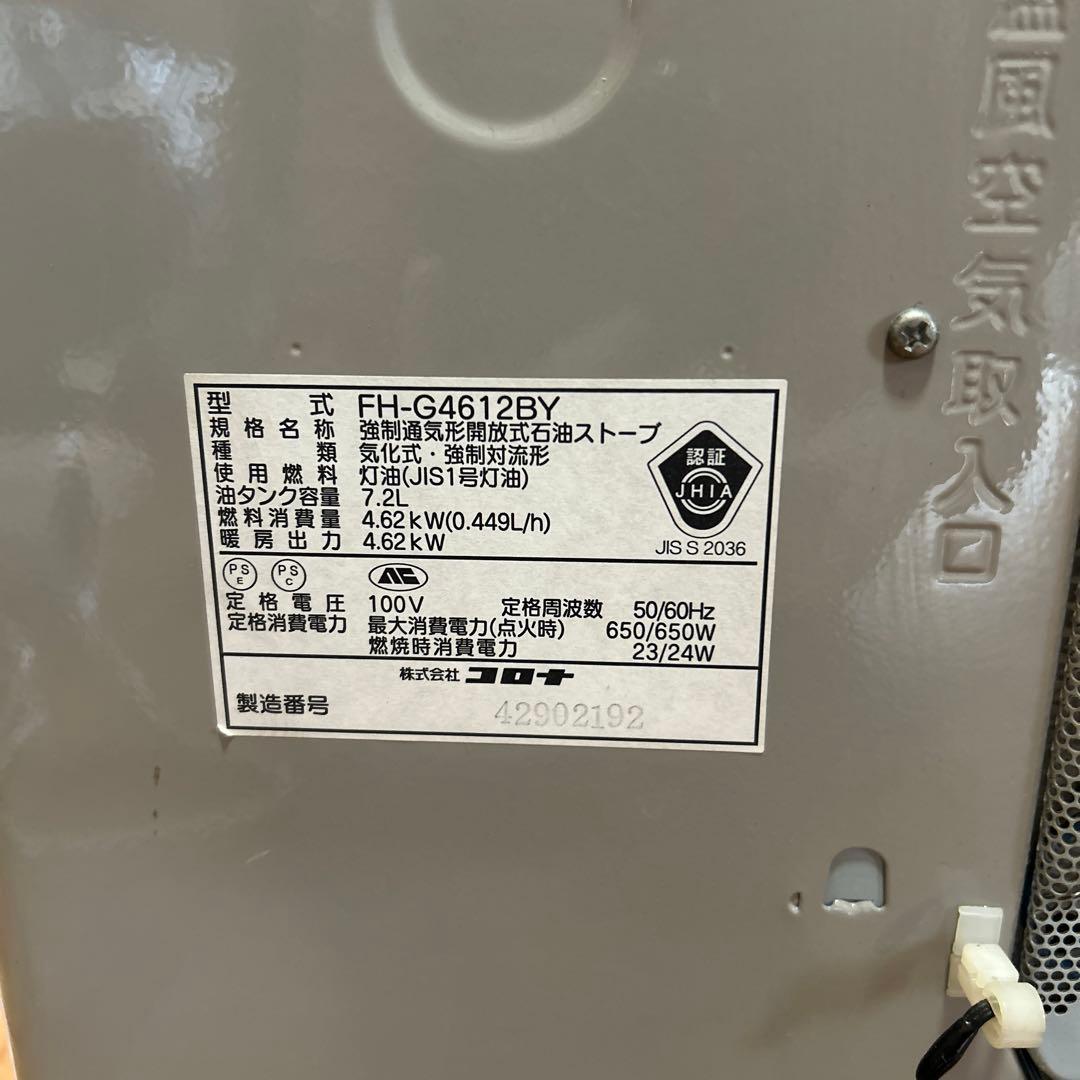 型式 FH-G4612BY
規格名称 強制通気形開放式石油ストーブ
種類 気化式・強制対流形
使用燃料 灯油(JIS1号灯油)
油タンク容量 7.2L
燃料消費量 4.62kW(0.449L/h)
暖房出力 4.62kW
認証
JHIA
JIS S 2036
PS E PS C
定格電圧 100V 定格周波数 50/60Hz
定格消費電力 最大消費電力(点火時) 650/650W
燃焼時消費電力 23/24W
株式会社 コロナ
製造番号 42902192
温風空気取入口